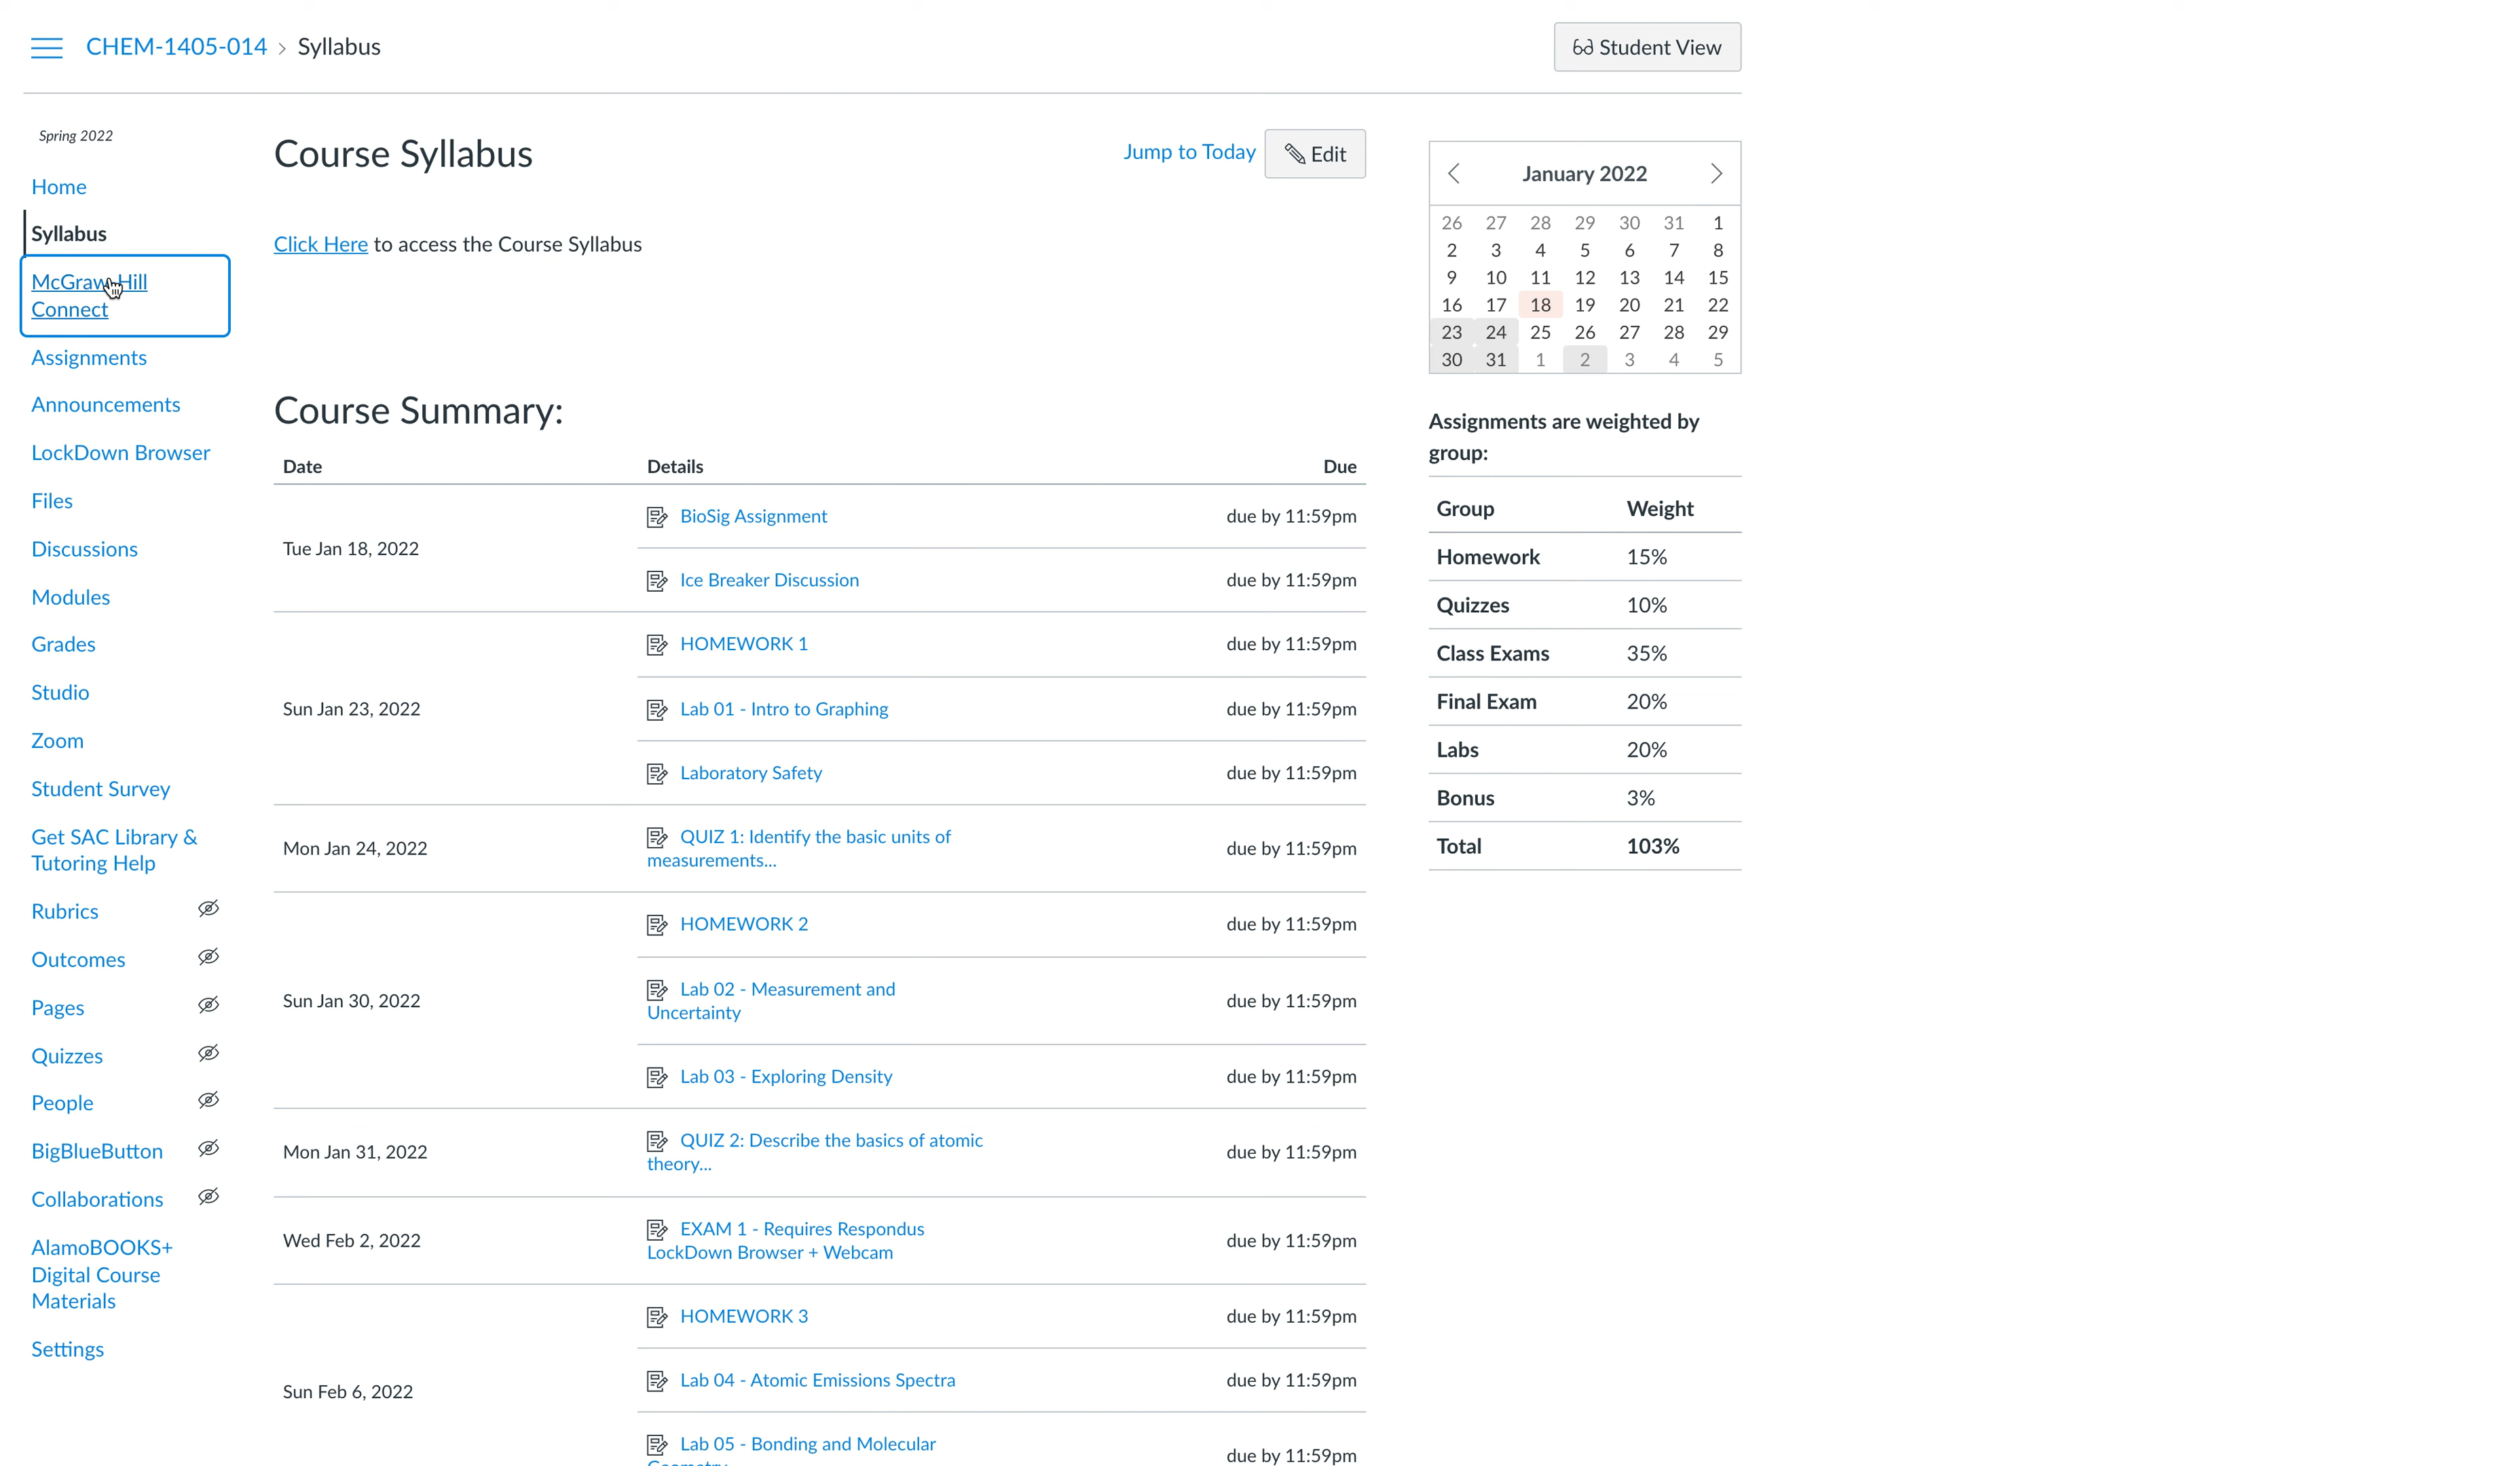 CHEM-1405-014 › Syllabus
Student View
Spring 2022
Home
Syllabus
McGraw Hill
Connect
Assignments
Announcements
LockDown Browser
Files
Discussions
Modules
Grades
Studio
Zoom
Student Survey
Get SAC Library &
Tutoring Help
Rubrics
Outcomes
Pages
Quizzes
People
BigBlueButton
Collaborations
AlamoBOOKS+
Digital Course
Materials
Settings
Course Syllabus
Jump to Today
Edit
Click Here to access the Course Syllabus
Course Summary:
Date Details Due
Tue Jan 18, 2022
BioSig Assignment due by 11:59pm
Ice Breaker Discussion due by 11:59pm
Sun Jan 23, 2022
HOMEWORK 1 due by 11:59pm
Lab 01 - Intro to Graphing due by 11:59pm
Laboratory Safety due by 11:59pm
Mon Jan 24, 2022
QUIZ 1: Identify the basic units of
measurements...
due by 11:59pm
Sun Jan 30, 2022
HOMEWORK 2 due by 11:59pm
Lab 02 - Measurement and
Uncertainty
due by 11:59pm
Lab 03 - Exploring Density due by 11:59pm
Mon Jan 31, 2022
QUIZ 2: Describe the basics of atomic
theory...
due by 11:59pm
Wed Feb 2, 2022
EXAM 1 - Requires Respondus
LockDown Browser + Webcam
due by 11:59pm
Sun Feb 6, 2022
HOMEWORK 3 due by 11:59pm
Lab 04 - Atomic Emissions Spectra due by 11:59pm
Lab 05 - Bonding and Molecular
due by 11:59pm
January 2022
26 27 28 29 30 31 1
2 3 4 5 6 7 8
9 10 11 12 13 14 15
16 17 18 19 20 21 22
23 24 25 26 27 28 29
30 31 1 2 3 4 5
Assignments are weighted by
group:
Group Weight
Homework 15%
Quizzes 10%
Class Exams 35%
Final Exam 20%
Labs 20%
Bonus 3%
Total 103%